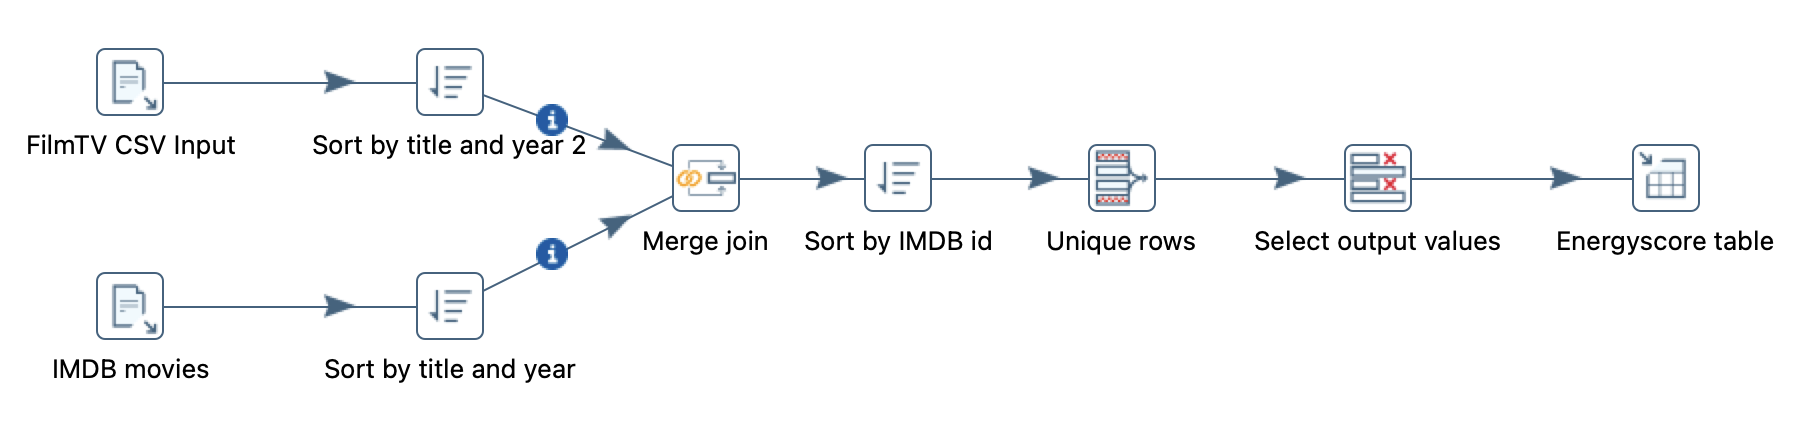 FilmTV CSV Input
Sort by title and year 2
Merge join
Sort by IMDB id
Unique rows
Select output values
Energyscore table
IMDB movies
Sort by title and year